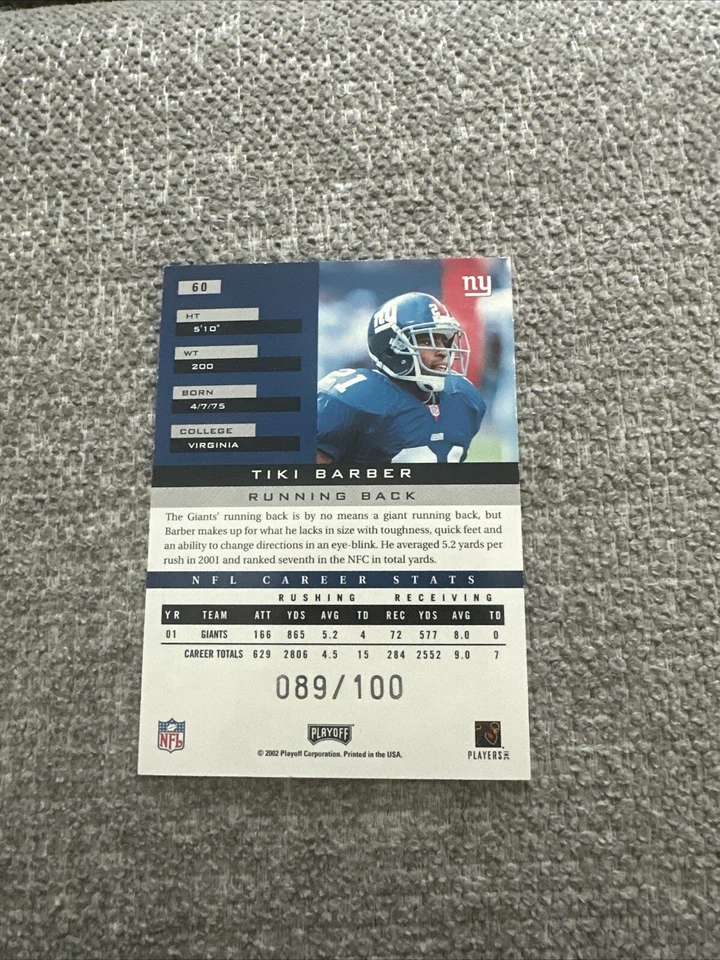 60
ny
HT
5'10"
WT
200
BORN
4/7/75
COLLEGE
VIRGINIA
ny
2
21
TIKI BARBER
RUNNING BACK
The Giants' running back is by no means a giant running back, but
Barber makes up for what he lacks in size with toughness, quick feet and
an ability to change directions in an eye-blink. He averaged 5.2 yards per
rush in 2001 and ranked seventh in the NFC in total yards.
NFL CAREER STATS
RUSHING RECEIVING
YR TEAM ATT YDS AVG TD REC YDS AVG TD
01 GIANTS 166 865 5.2 4 72 577 8.0 0
CAREER TOTALS 629 2806 4.5 15 284 2552 9.0 7
089/100
NFL
PLAYOFF
© 2002 Playoff Corporation. Printed in the USA.
PLAYERS INC